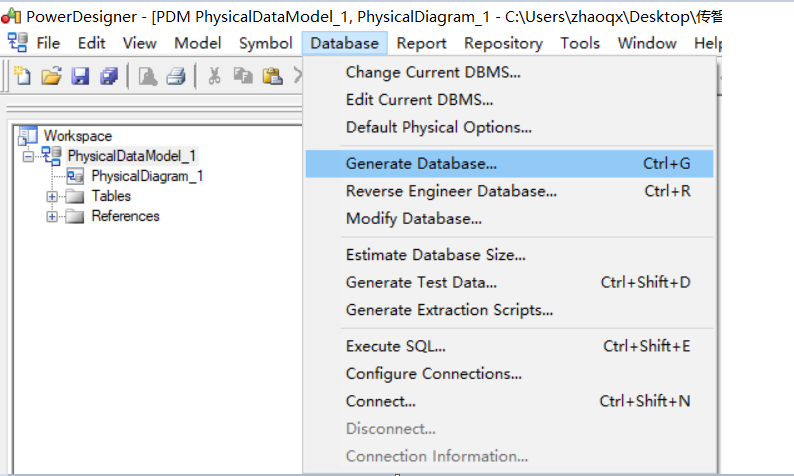 PowerDesigner - [PDM PhysicalDataModel_1, PhysicalDiagram_1 - C:\Users\zhaoqx\Desktop\传智
File Edit View Model Symbol Database Report Repository Tools Window Help
Change Current DBMS...
Edit Current DBMS...
Default Physical Options...
Workspace
PhysicalDataModel_1
Generate Database... Ctrl+G
PhysicalDiagram_1
Reverse Engineer Database... Ctrl+R
Tables
References
Modify Database...
Estimate Database Size...
Generate Test Data... Ctrl+Shift+D
Generate Extraction Scripts...
Execute SQL... Ctrl+Shift+E
Configure Connections...
Connect... Ctrl+Shift+N
Disconnect...
Connection Information...